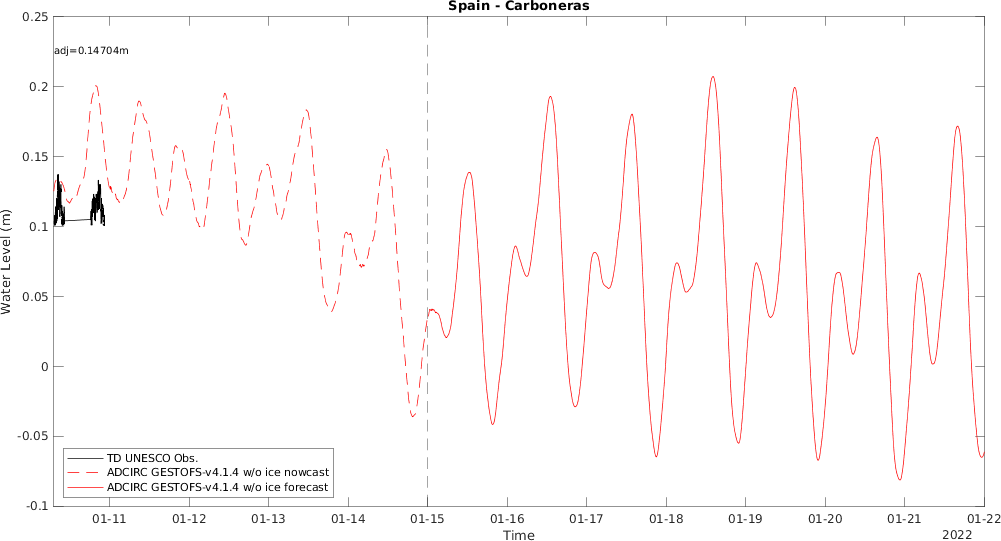 Spain - Carboneras
adj=0.14704m
0.25
0.2
0.15
0.1
0.05
0
-0.05
-0.1
Water Level (m)
TD UNESCO Obs.
ADCIRC GESTOFS-v4.1.4 w/o ice nowcast
ADCIRC GESTOFS-v4.1.4 w/o ice forecast
01-11 01-12 01-13 01-14 01-15 01-16 01-17 01-18 01-19 01-20 01-21 01-22
Time
2022